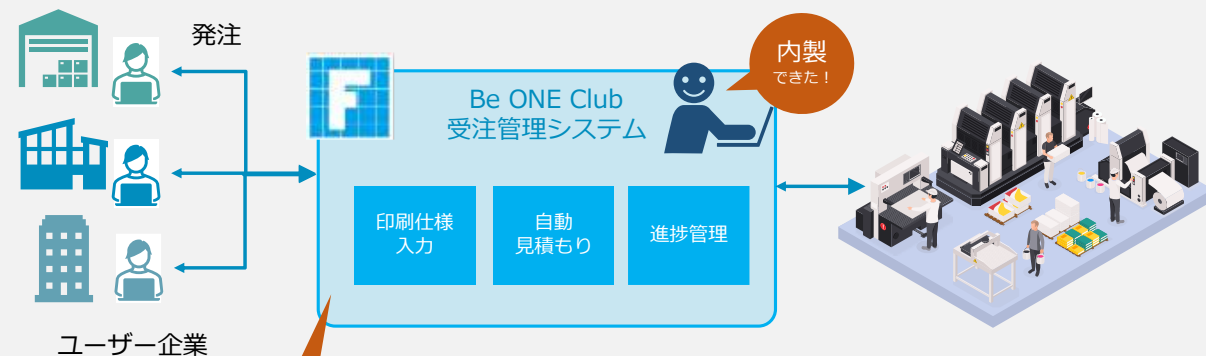 発注
F
Be ONE Club
受注管理システム
内製
できた！
印刷仕様
入力
自動
見積もり
進捗管理
ユーザー企業